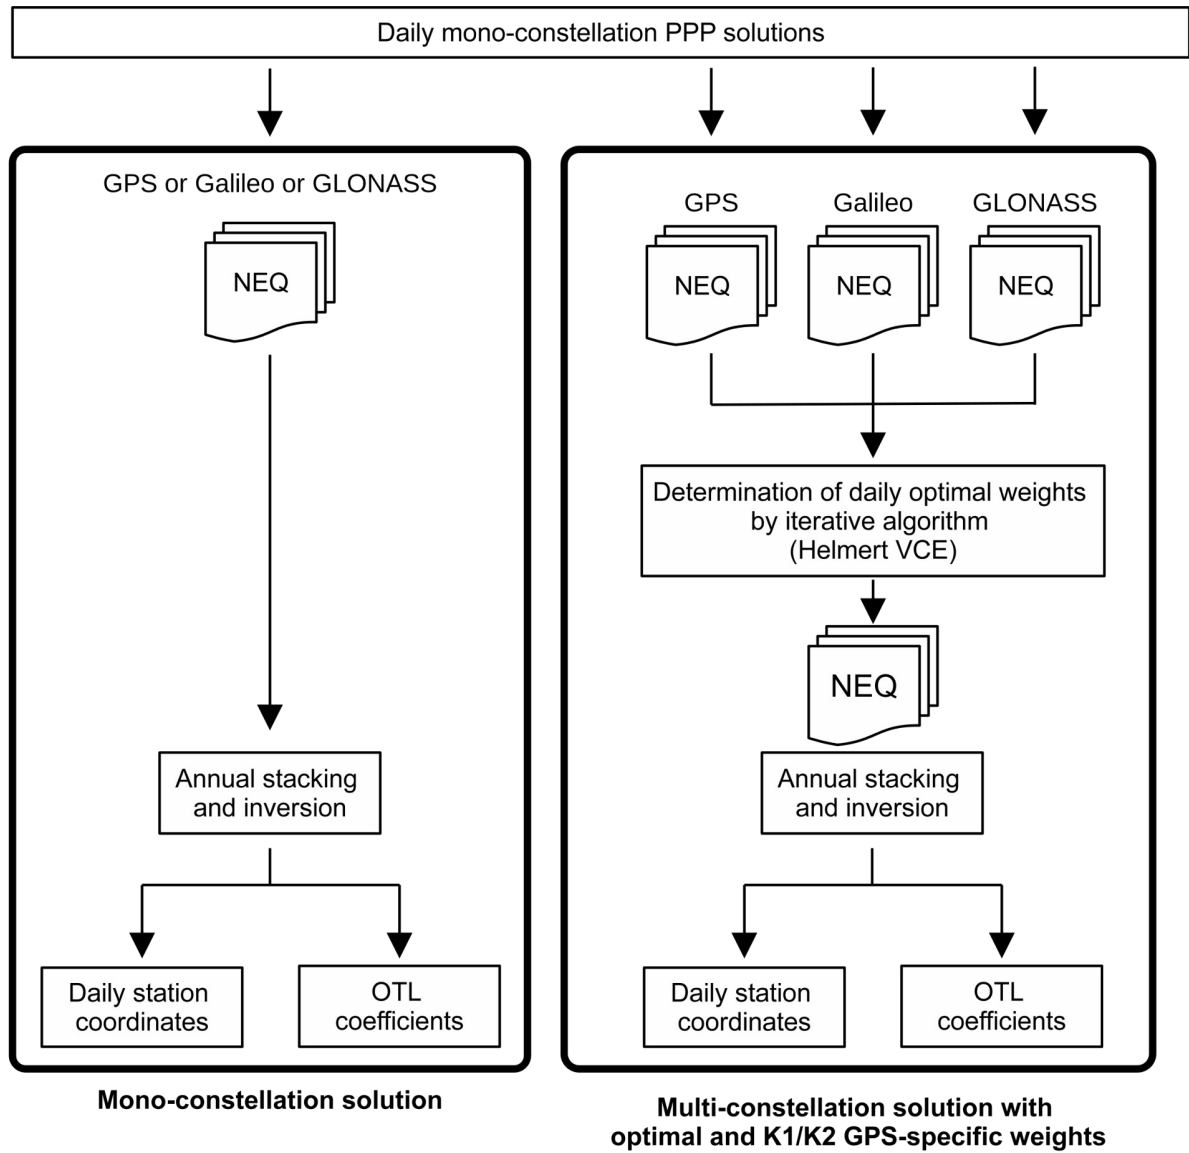 Daily mono-constellation PPP solutions
GPS or Galileo or GLONASS
NEQ
Annual stacking
and inversion
Daily station
coordinates
OTL
coefficients
Mono-constellation solution
GPS
Galileo
GLONASS
NEQ
NEQ
NEQ
Determination of daily optimal weights
by iterative algorithm
(Helmert VCE)
NEQ
Annual stacking
and inversion
Daily station
coordinates
OTL
coefficients
Multi-constellation solution with
optimal and K1/K2 GPS-specific weights